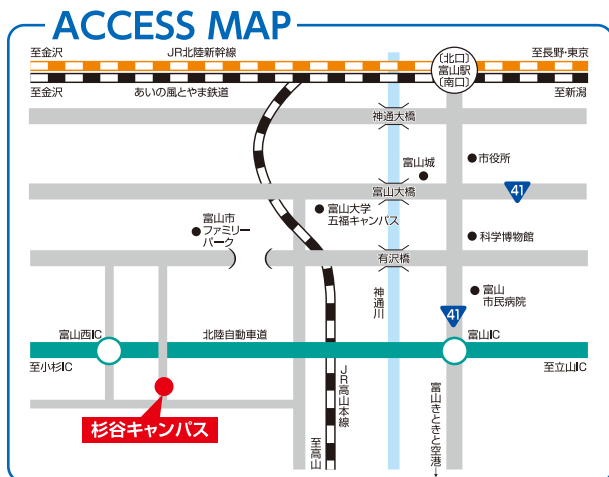 ACCESS MAP
至金沢
JR北陸新幹線
至長野・東京
〔北口〕
富山駅
〔南口〕
至金沢
あいの風とやま鉄道
至新潟
神通大橋
富山城
市役所
富山大橋
41
富山大学
五福キャンパス
富山市
ファミリー
パーク
科学博物館
有沢橋
富山
市民病院
神通川
41
富山西IC
北陸自動車道
富山IC
至小杉IC
至立山IC
JR高山本線
至高山
富山きときと空港→
杉谷キャンパス